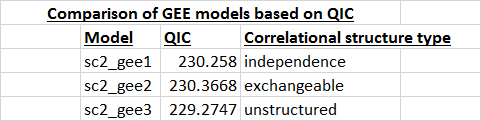 Comparison of GEE models based on QIC
Model QIC Correlational structure type
sc2_gee1 230.258 independence
sc2_gee2 230.3668 exchangeable
sc2_gee3 229.2747 unstructured